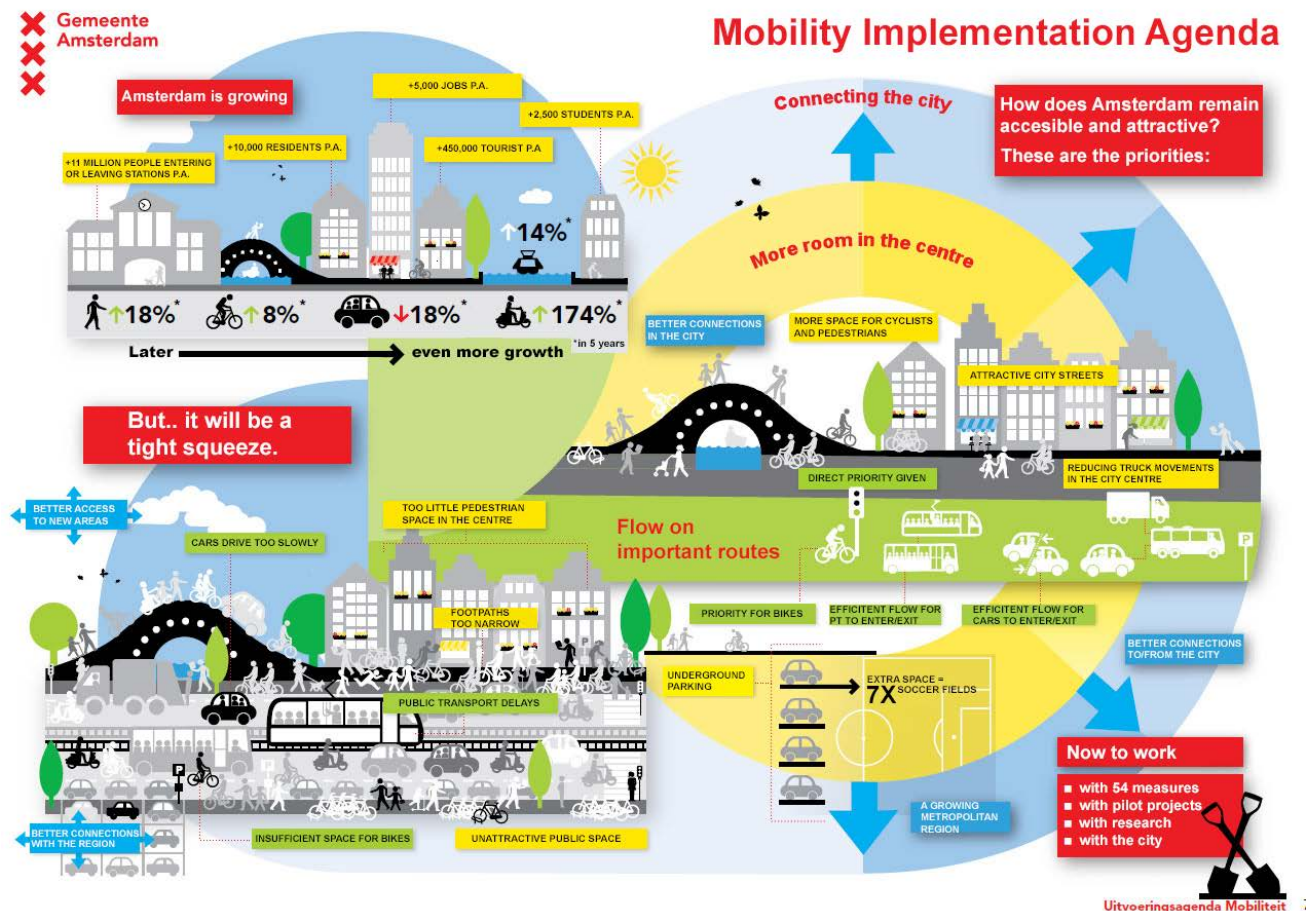 Gemeente
Amsterdam
Mobility Implementation Agenda
Amsterdam is growing
+5,000 JOBS P.A.
+2,500 STUDENTS P.A.
+10,000 RESIDENTS P.A.
+450,000 TOURIST P.A
+11 MILLION PEOPLE ENTERING
OR LEAVING STATIONS P.A.
↑14%*
↑18%*
↑8%*
↓18%*
↑174%*
*in 5 years
Later
even more growth
Connecting the city
How does Amsterdam remain
accesible and attractive?
These are the priorities:
More room in the centre
BETTER CONNECTIONS
IN THE CITY
MORE SPACE FOR CYCLISTS
AND PEDESTRIANS
ATTRACTIVE CITY STREETS
DIRECT PRIORITY GIVEN
REDUCING TRUCK MOVEMENTS
IN THE CITY CENTRE
Flow on
important routes
P
PRIORITY FOR BIKES
EFFICITENT FLOW FOR
PT TO ENTER/EXIT
EFFICITENT FLOW FOR
CARS TO ENTER/EXIT
BETTER CONNECTIONS
TO/FROM THE CITY
UNDERGROUND
PARKING
EXTRA SPACE =
7X SOCCER FIELDS
A GROWING
METROPOLITAN
REGION
But.. it will be a
tight squeeze.
BETTER ACCESS
TO NEW AREAS
TOO LITTLE PEDESTRIAN
SPACE IN THE CENTRE
CARS DRIVE TOO SLOWLY
FOOTPATHS
TOO NARROW
P
PUBLIC TRANSPORT DELAYS
P
BETTER CONNECTIONS
WITH THE REGION
INSUFFICIENT SPACE FOR BIKES
UNATTRACTIVE PUBLIC SPACE
Now to work
with 54 measures
with pilot projects
with research
with the city
Uitvoeringsagenda Mobiliteit